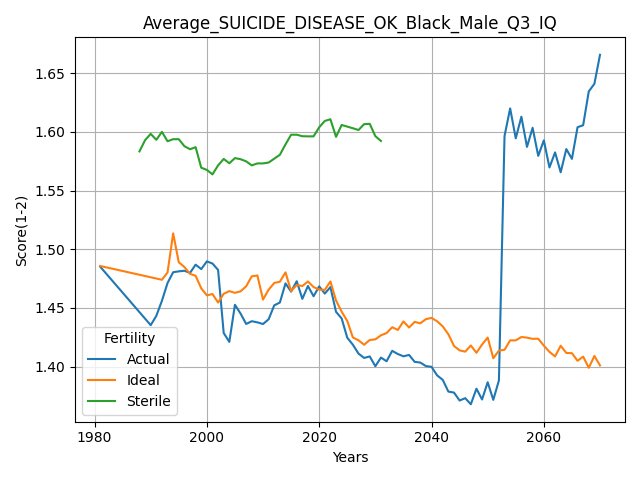 Average_SUICIDE_DISEASE_OK_Black_Male_Q3_IQ
Score(1-2)
1.65
1.60
1.55
1.50
1.45
1.40
Fertility
Actual
Ideal
Sterile
1980
2000
2020
2040
2060
Years